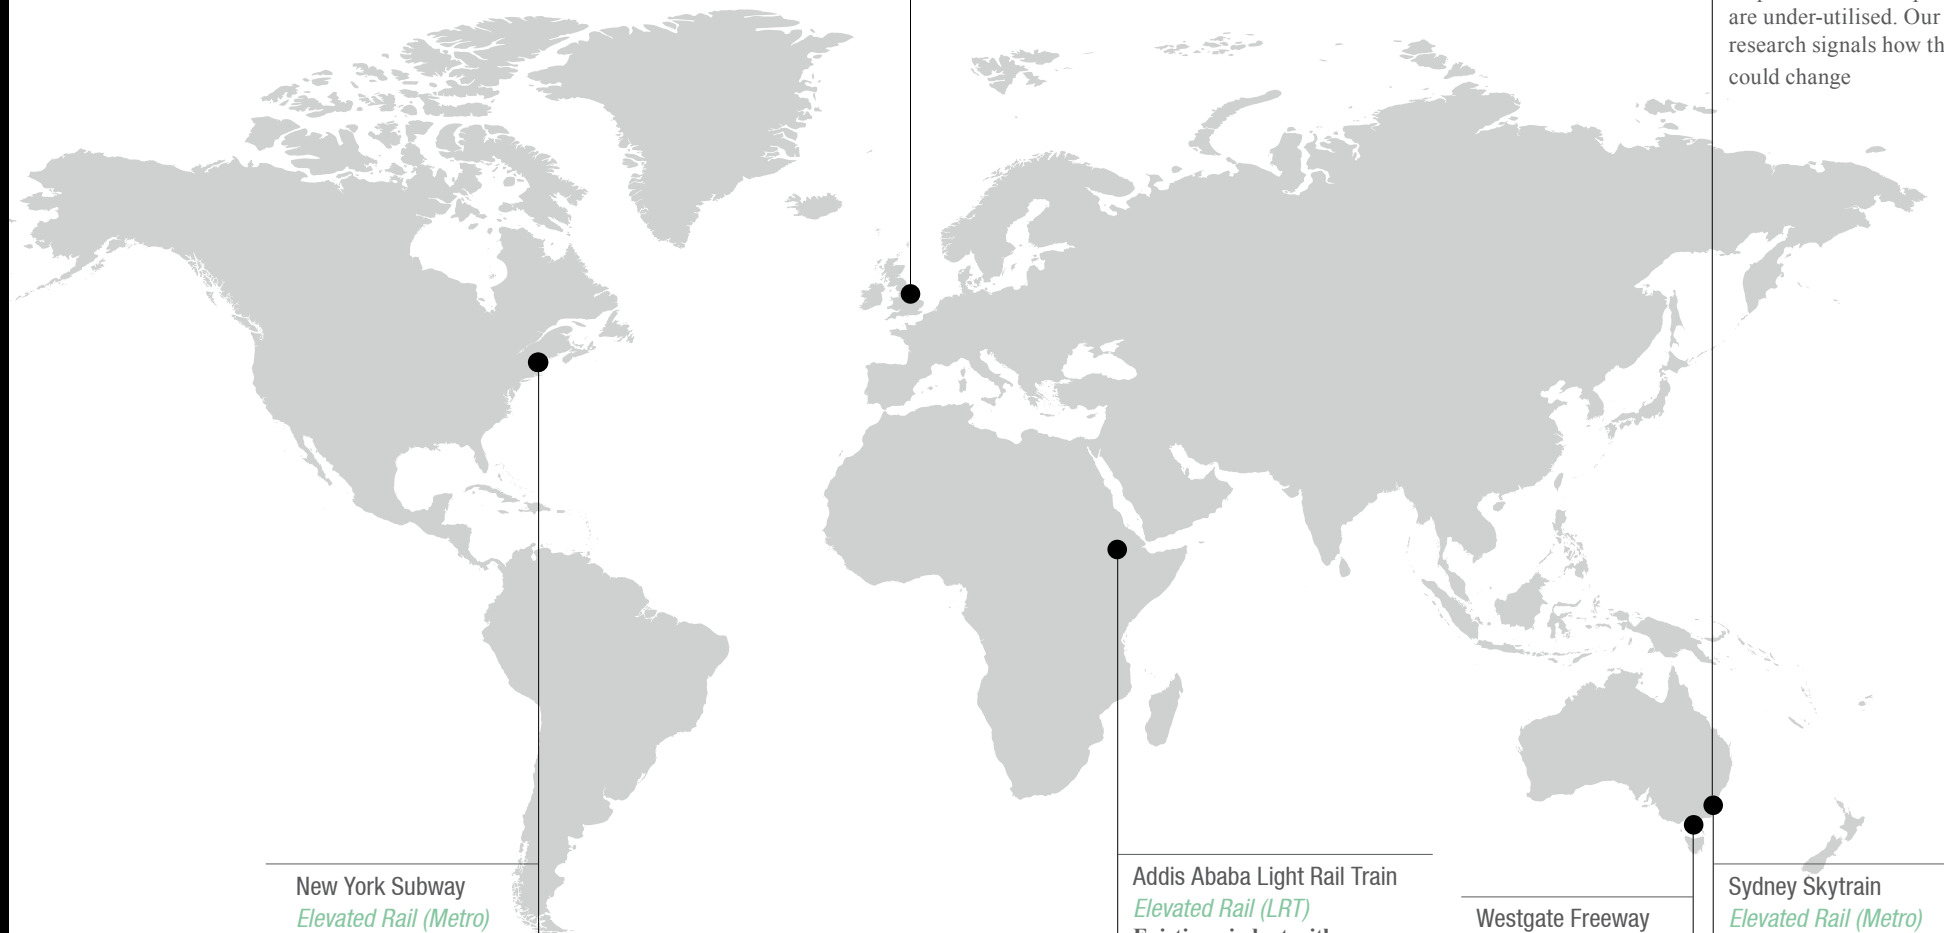 are under-utilised. Our
research signals how th
could change
New York Subway
Elevated Rail (Metro)
Addis Ababa Light Rail Train
Elevated Rail (LRT)
Westgate Freeway
Sydney Skytrain
Elevated Rail (Metro)